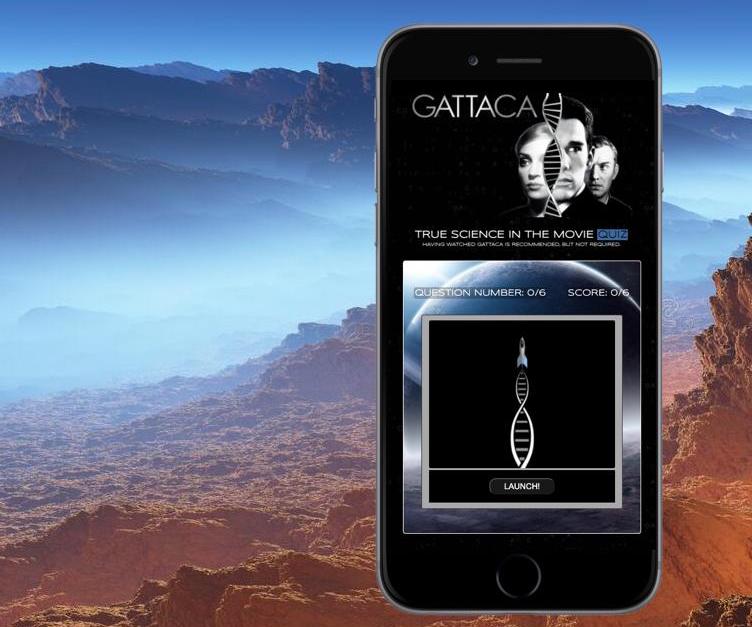 GATTACA
TRUE SCIENCE IN THE MOVIE QUIZ
HAVING WATCHED GATTACA IS RECOMMENDED, BUT NOT REQUIRED.
QUESTION NUMBER: 0/6 SCORE: 0/6
LAUNCH!